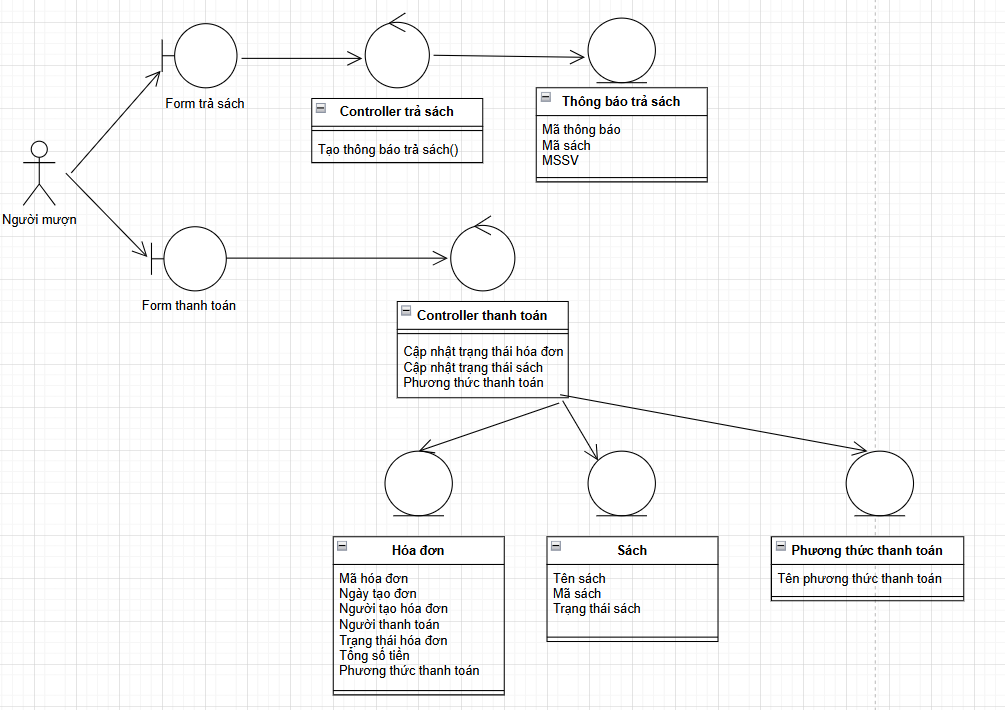 Form trả sách
Controller trả sách
Tạo thông báo trả sách()
Thông báo trả sách
Mã thông báo
Mã sách
MSSV
Người mượn
Form thanh toán
Controller thanh toán
Cập nhật trạng thái hóa đơn
Cập nhật trạng thái sách
Phương thức thanh toán
Hóa đơn
Mã hóa đơn
Ngày tạo đơn
Người tạo hóa đơn
Người thanh toán
Trạng thái hóa đơn
Tổng số tiền
Phương thức thanh toán
Sách
Tên sách
Mã sách
Trạng thái sách
Phương thức thanh toán
Tên phương thức thanh toán